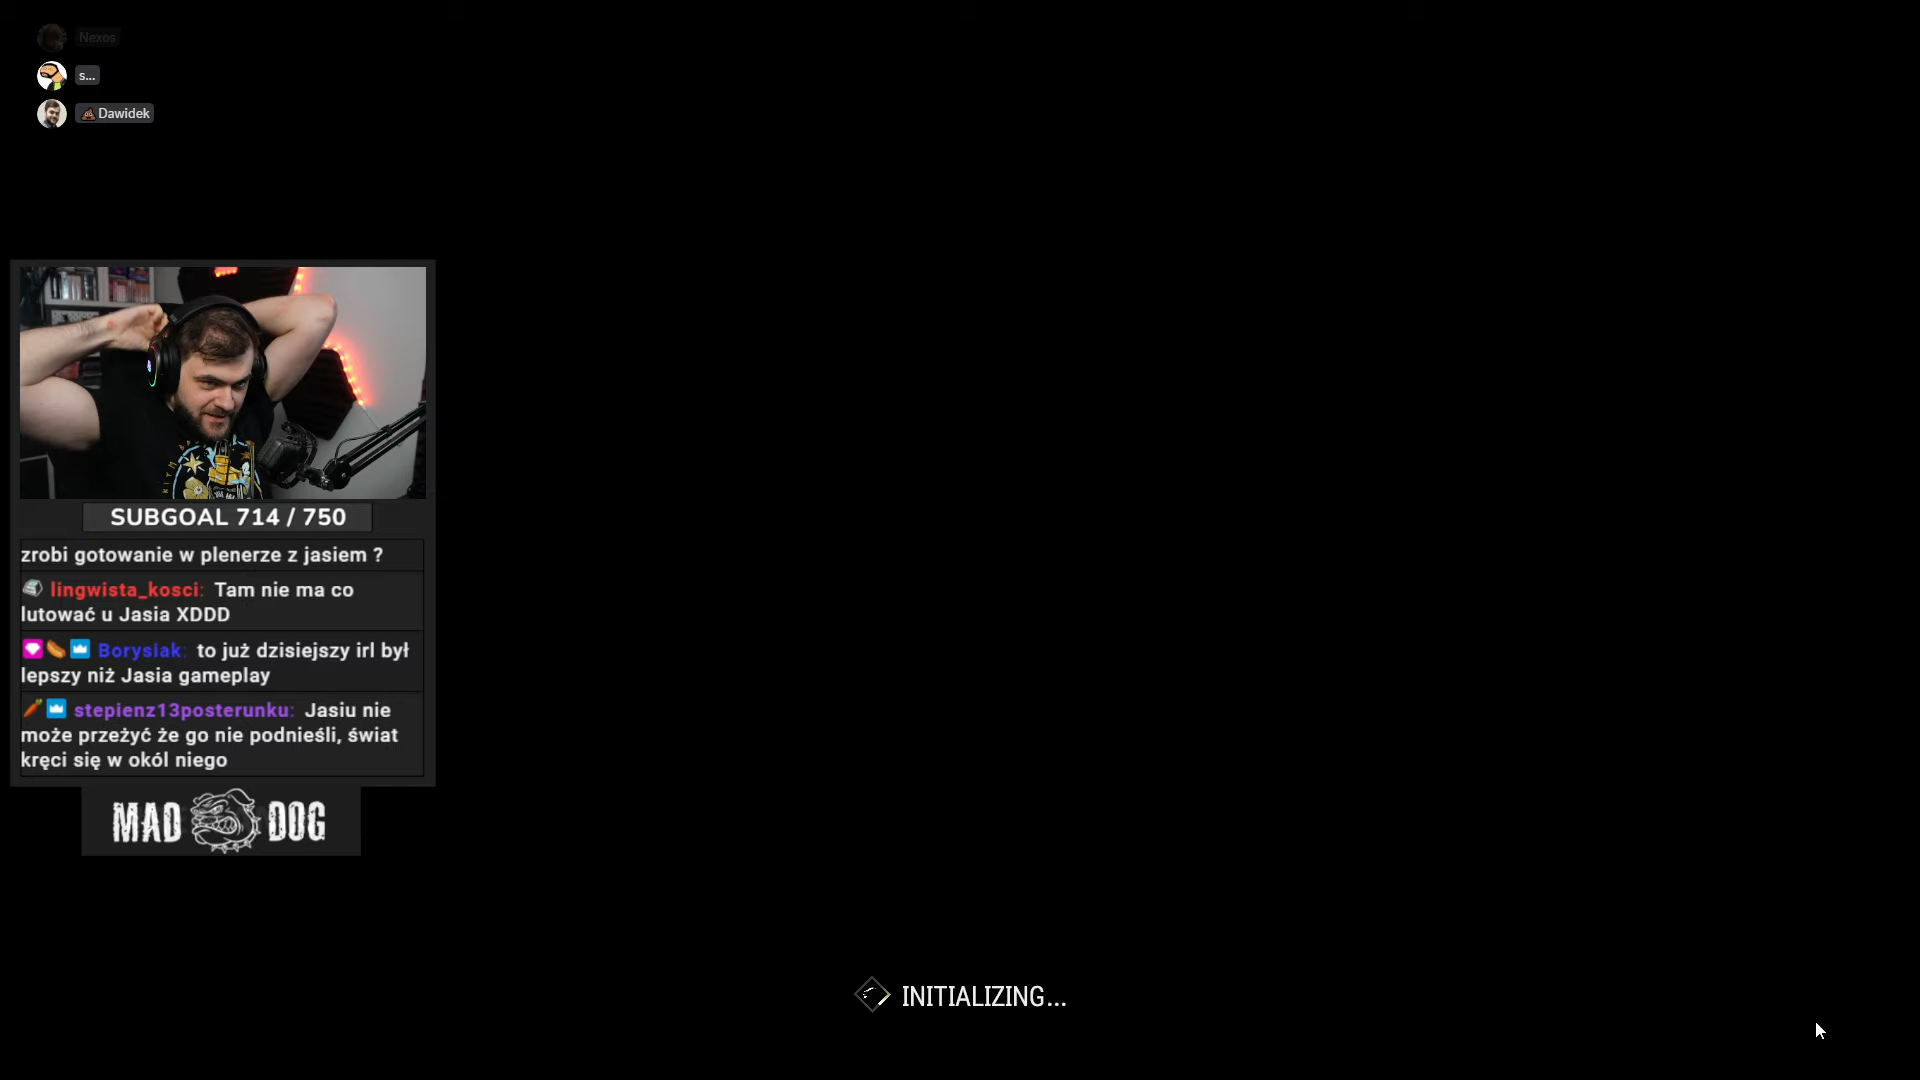 Nexos
s...
Dawidek
SUBGOAL 714 / 750
zrobi gotowanie w plenerze z jasiem ?
lingwista_kosci: Tam nie ma co
lutować u Jasia XDDD
Borysiak: to już dzisiejszy irl był
lepszy niż Jasia gameplay
stepienz13posterunku: Jasiu nie
może przeżyć że go nie podnieśli, świat
kręci się w okól niego
MAD DOG
INITIALIZING...